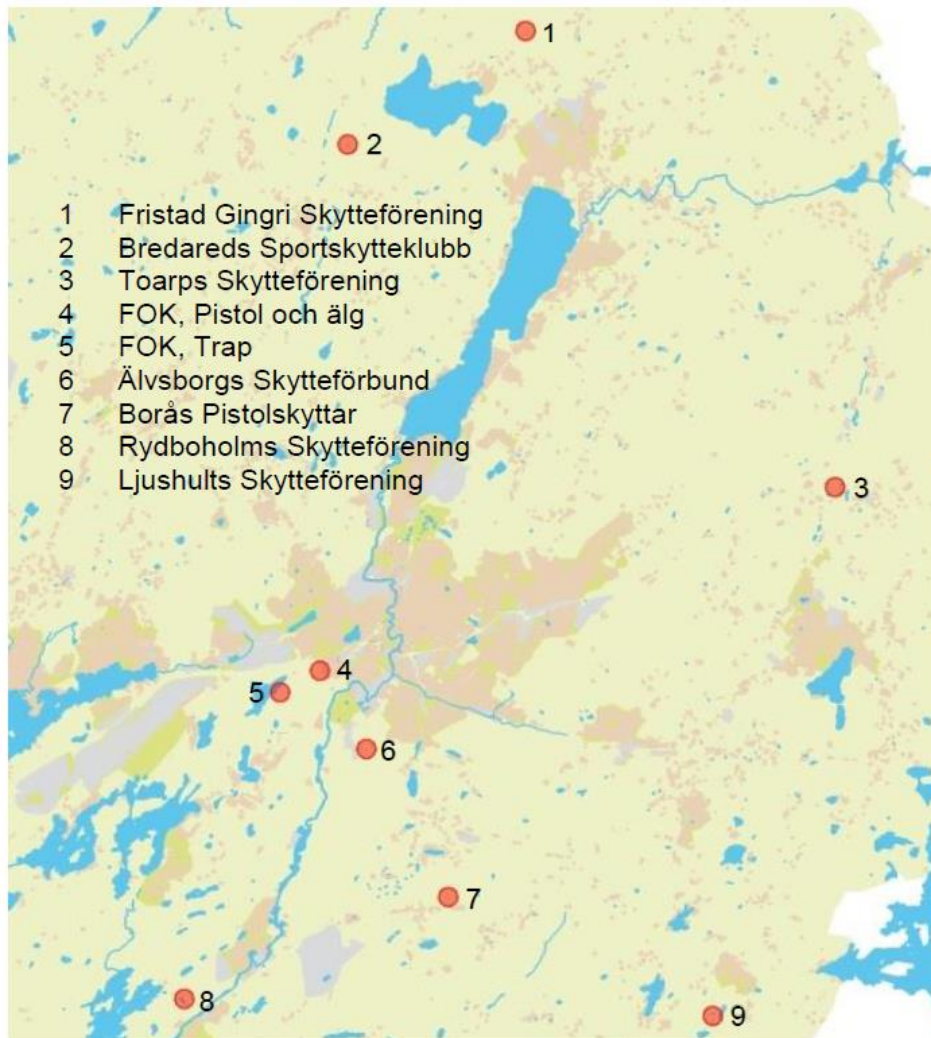 1
2
1 Fristad Gingri Skytteförening
2 Bredareds Sportskytteklubb
3 Toarps Skytteförening
4 FOK, Pistol och älg
5 FOK, Trap
6 Älvsborgs Skytteförbund
7 Borås Pistolskyttar
8 Rydboholms Skytteförening
9 Ljushults Skytteförening
3
4
5
6
7
8
9